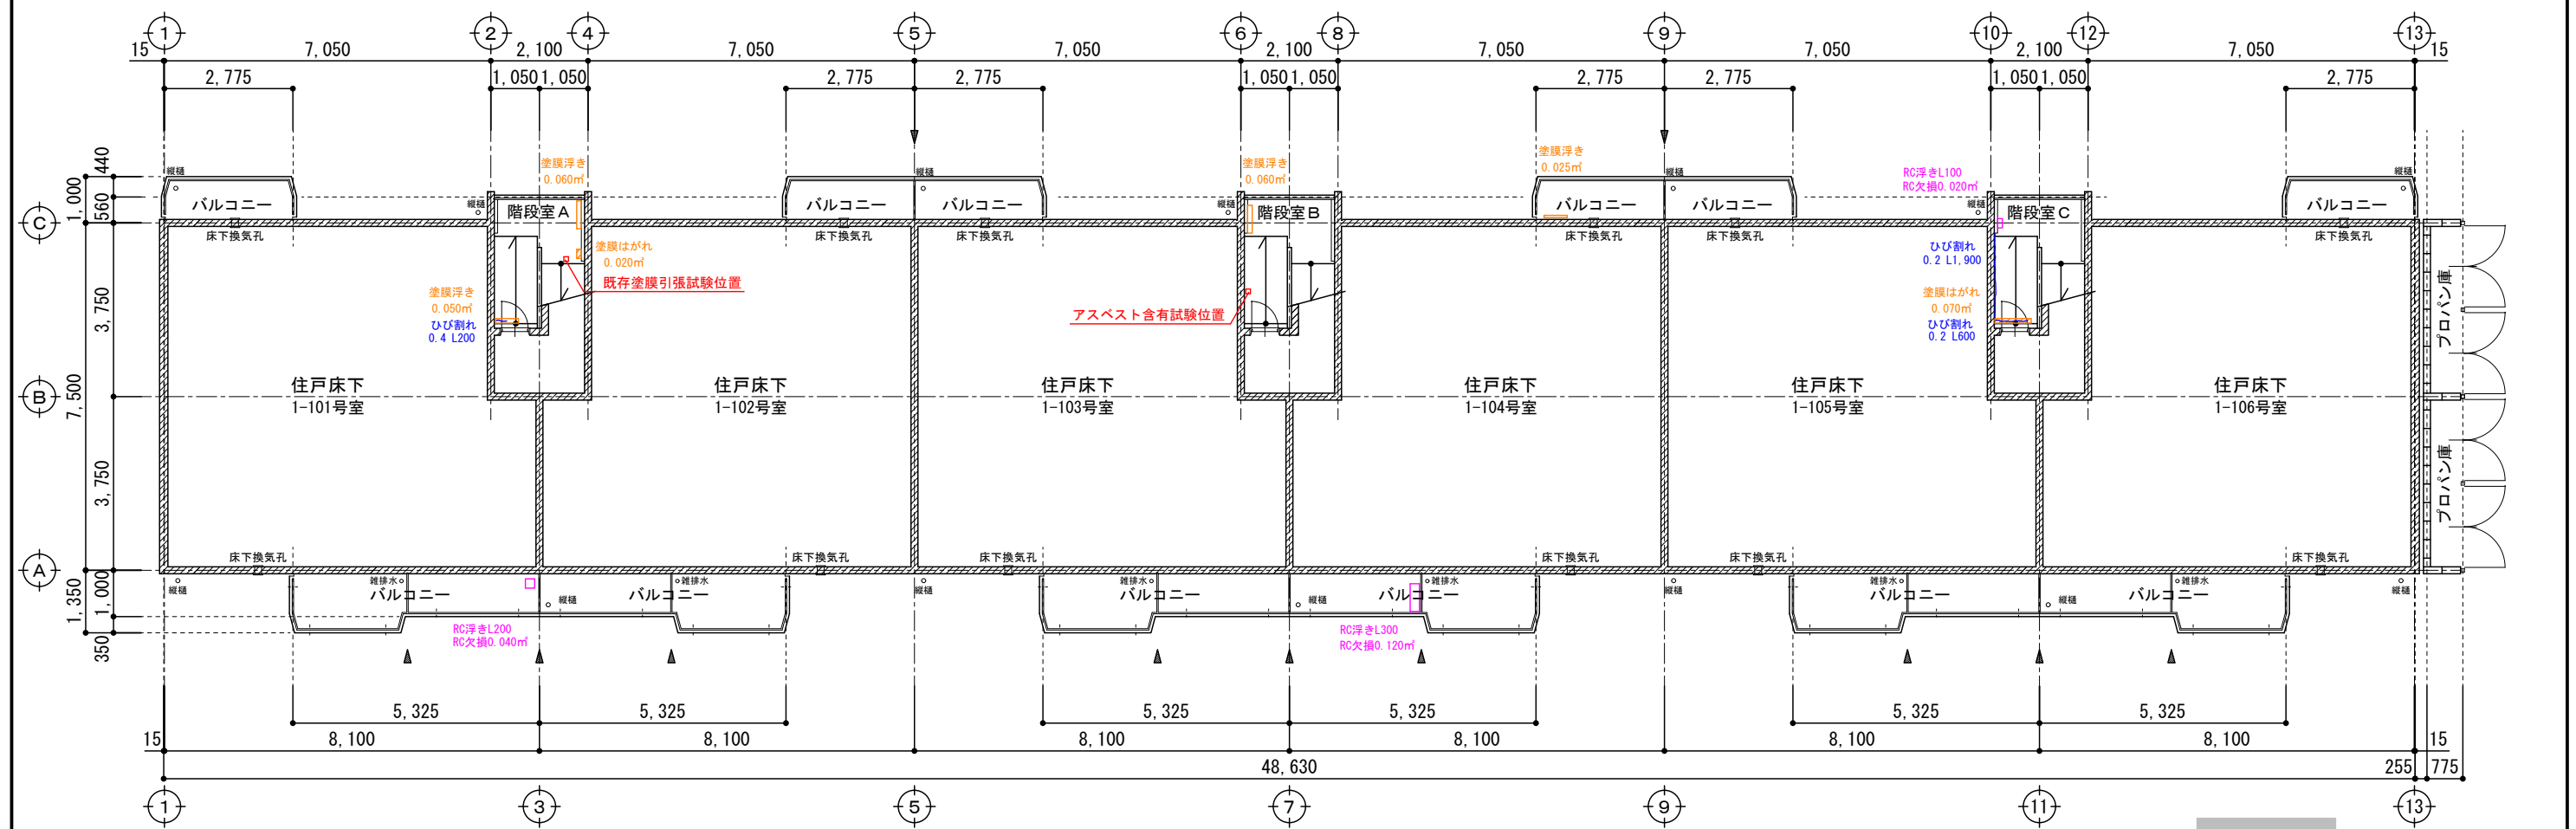 1 2 4 5 6 8 9 10 12 13
15 7,050 2,100 7,050 7,050 2,100 7,050 7,050 2,100 7,050 15
2,775 1,050 1,050 2,775 2,775 1,050 1,050 2,775 2,775 1,050 1,050 2,775
440
1,000
560
3,750
7,500
3,750
1,350
1,000
350
C
B
A
縦樋
バルコニー
床下換気孔
縦樋
塗膜浮き
0.060㎡
階段室A
塗膜はがれ
0.020㎡
既存塗膜引張試験位置
塗膜浮き
0.050㎡
ひび割れ
0.4 L200
縦樋
バルコニー
バルコニー
床下換気孔
床下換気孔
縦樋
塗膜浮き
0.060㎡
階段室B
アスベスト含有試験位置
塗膜浮き
0.025㎡
縦樋
バルコニー
バルコニー
床下換気孔
床下換気孔
縦樋
RC浮きL100
RC欠損0.020㎡
階段室C
ひび割れ
0.2 L1,900
塗膜はがれ
0.070㎡
ひび割れ
0.2 L600
縦樋
バルコニー
床下換気孔
プロパン庫
プロパン庫
住戸床下
1-101号室
住戸床下
1-102号室
住戸床下
1-103号室
住戸床下
1-104号室
住戸床下
1-105号室
住戸床下
1-106号室
床下換気孔 床下換気孔 床下換気孔 床下換気孔 床下換気孔 床下換気孔
縦樋
雑排水
バルコニー
縦樋
雑排水
バルコニー
縦樋
雑排水
バルコニー
縦樋
雑排水
バルコニー
縦樋
雑排水
バルコニー
縦樋
雑排水
バルコニー
縦樋
RC浮きL200
RC欠損0.040㎡
RC浮きL300
RC欠損0.120㎡
5,325 5,325 5,325 5,325 5,325 5,325
15 8,100 8,100 8,100 8,100 8,100 8,100 15
48,630 255 775
1 3 5 7 9 11 13